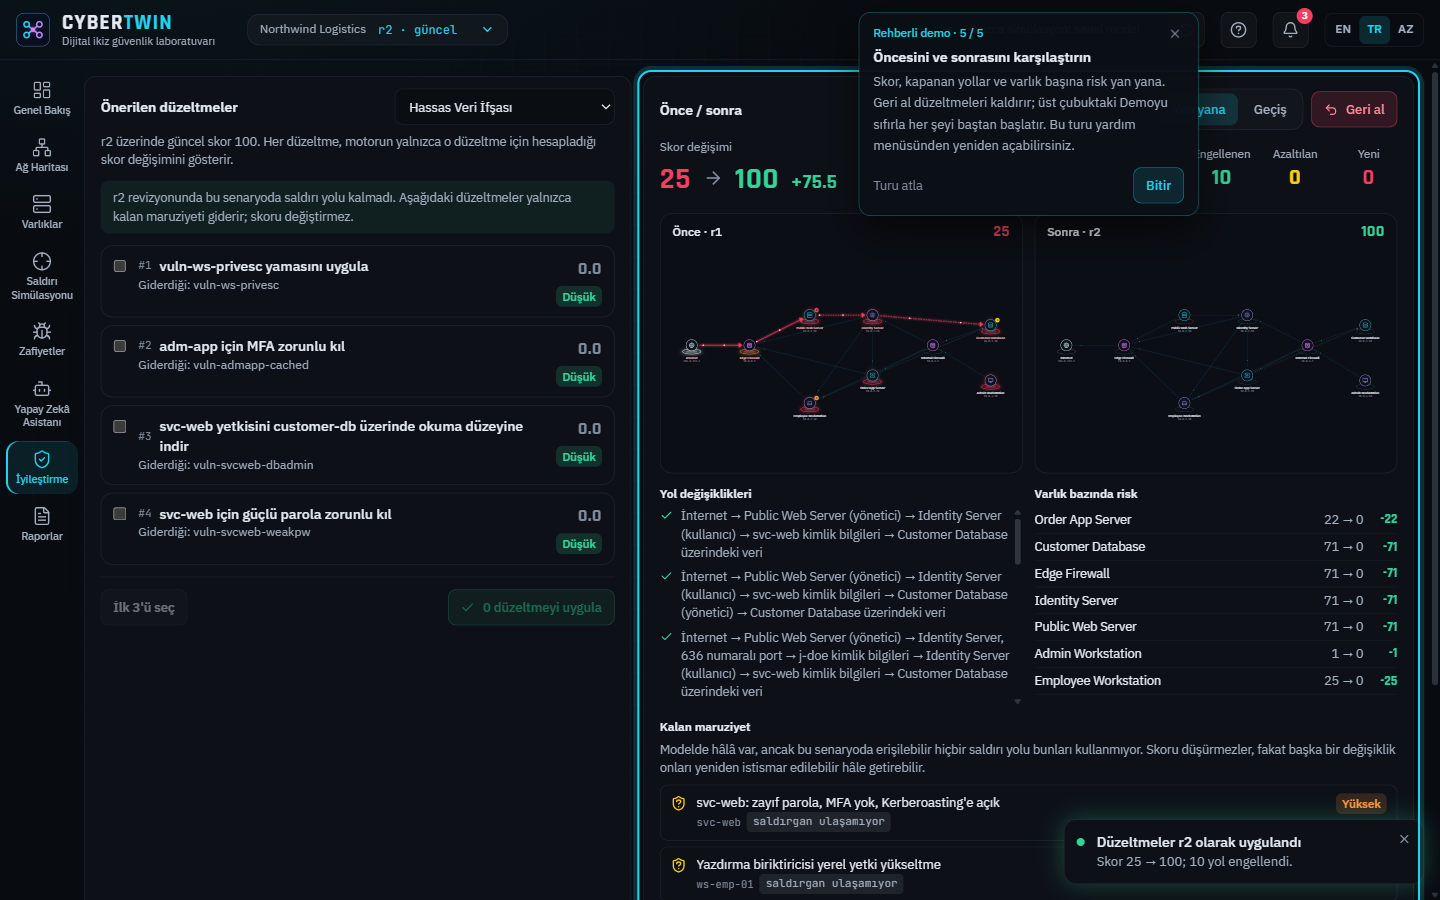 CYBERTWIN
Dijital ikiz güvenlik laboratuvarı
Northwind Logistics r2 · güncel
3
EN TR AZ
Genel Bakış
Ağ Haritası
Varlıklar
Saldırı
Simülasyonu
Zafiyetler
Yapay Zekâ
Asistanı
İyileştirme
Raporlar
Önerilen düzeltmeler
Hassas Veri İfşası
r2 üzerinde güncel skor 100. Her düzeltme, motorun yalnızca o düzeltme için hesapladığı
skor değişimini gösterir.
r2 revizyonunda bu senaryoda saldırı yolu kalmadı. Aşağıdaki düzeltmeler yalnızca
kalan maruziyeti giderir; skoru değiştirmez.
#1 vuln-ws-privesc yamasını uygula 0.0
Giderdiği: vuln-ws-privesc
Düşük
#2 adm-app için MFA zorunlu kıl 0.0
Giderdiği: vuln-admapp-cached
Düşük
#3 svc-web yetkisini customer-db üzerinde okuma düzeyine
indir
0.0
Giderdiği: vuln-svcweb-dbadmin
Düşük
#4 svc-web için güçlü parola zorunlu kıl 0.0
Giderdiği: vuln-svcweb-weakpw
Düşük
İlk 3'ü seç
0 düzeltmeyi uygula
Rehberli demo · 5 / 5
Öncesini ve sonrasını karşılaştırın
Skor, kapanan yollar ve varlık başına risk yan yana.
Geri al düzeltmeleri kaldırır; üst çubuktaki Demoyu
sıfırla her şeyi baştan başlatır. Bu turu yardım
menüsünden yeniden açabilirsiniz.
Turu atla
Bitir
Önce / sonra
yana
Geçiş
Geri al
Skor değişimi
25 → 100 +75.5
Engellenen
10
Azaltılan
0
Yeni
0
Önce · r1 25
Sonra · r2 100
Yol değişiklikleri
İnternet → Public Web Server (yönetici) → Identity Server
(kullanıcı) → svc-web kimlik bilgileri → Customer Database
üzerindeki veri
İnternet → Public Web Server (yönetici) → Identity Server
(kullanıcı) → svc-web kimlik bilgileri → Customer Database
(yönetici) → Customer Database üzerindeki veri
İnternet → Public Web Server (yönetici) → Identity Server,
636 numaralı port → j-doe kimlik bilgileri → Identity Server
(kullanıcı) → svc-web kimlik bilgileri → Customer Database
üzerindeki veri
Varlık bazında risk
Order App Server 22 → 0 -22
Customer Database 71 → 0 -71
Edge Firewall 71 → 0 -71
Identity Server 71 → 0 -71
Public Web Server 71 → 0 -71
Admin Workstation 1 → 0 -1
Employee Workstation 25 → 0 -25
Kalan maruziyet
Modelde hâlâ var, ancak bu senaryoda erişilebilir hiçbir saldırı yolu bunları kullanmıyor. Skoru düşürmezler, fakat başka bir değişiklik
onları yeniden istismar edilebilir hâle getirebilir.
svc-web: zayıf parola, MFA yok, Kerberoasting'e açık
Yüksek
svc-web saldırgan ulaşamıyor
Yazdırma biriktiricisi yerel yetki yükseltme
ws-emp-01 saldırgan ulaşamıyor
Düzeltmeler r2 olarak uygulandı
Skor 25 → 100; 10 yol engellendi.